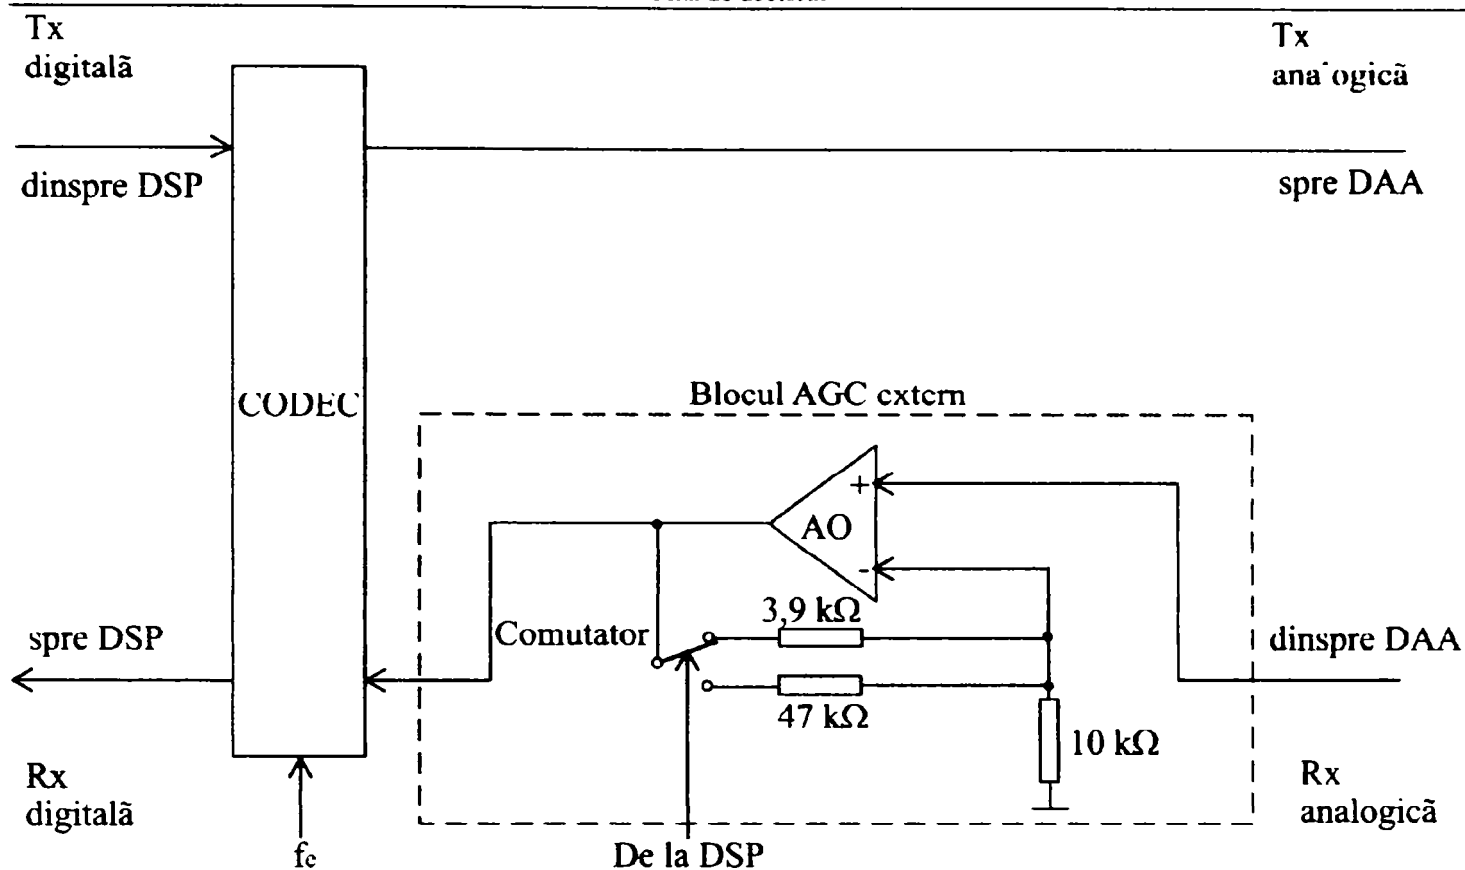 Tx
digitală
Tx
analogică
dinspre DSP
spre DAA
CODEC
Blocul AGC extern
+
AO
-
3,9 kΩ
Comutator
spre DSP
dinspre DAA
47 kΩ
10 kΩ
Rx
digitală
Rx
analogică
fe
De la DSP